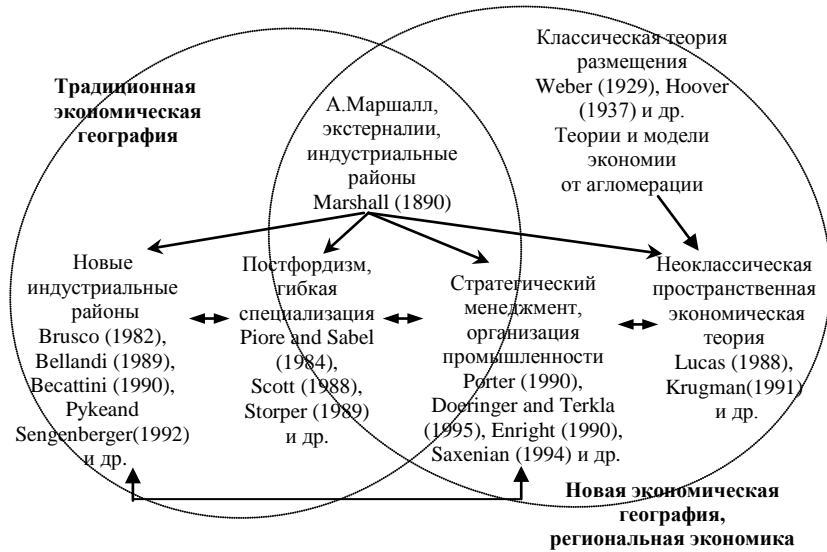 Традиционная
экономическая
география
А.Маршалл,
экстерналии,
индустриальные
районы
Marshall (1890)
Классическая теория
размещения
Weber (1929), Hoover
(1937) и др.
Теории и модели
экономии
от агломерации
Новые
индустриальные
районы
Brusco (1982),
Bellandi (1989),
Becattini (1990),
Pykeand
Sengenberger(1992)
и др.
Постфордизм,
гибкая
специализация
Piore and Sabel
(1984),
Scott (1988),
Storper (1989)
и др.
Стратегический
менеджмент,
организация
промышленности
Porter (1990),
Doeringer and Terkla
(1995), Enright (1990),
Saxenian (1994) и др.
Неоклассическая
пространственная
экономическая
теория
Lucas (1988),
Krugman(1991)
и др.
Новая экономическая
география,
региональная экономика